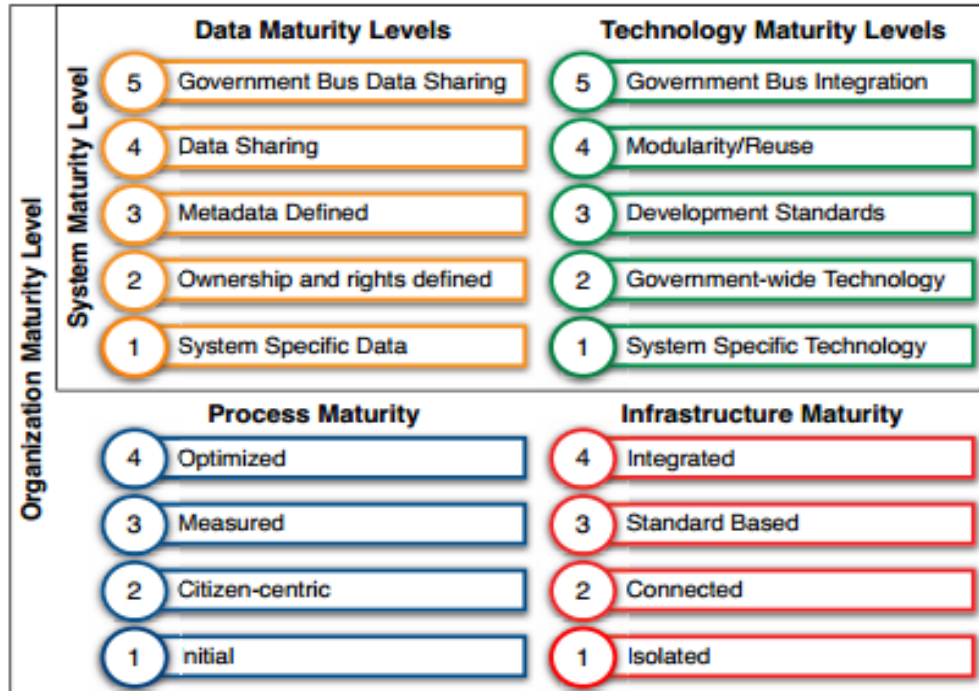 Organization Maturity Level
System Maturity Level
Data Maturity Levels
5 Government Bus Data Sharing
4 Data Sharing
3 Metadata Defined
2 Ownership and rights defined
1 System Specific Data
Technology Maturity Levels
5 Government Bus Integration
4 Modularity/Reuse
3 Development Standards
2 Government-wide Technology
1 System Specific Technology
Process Maturity
4 Optimized
3 Measured
2 Citizen-centric
1 Initial
Infrastructure Maturity
4 Integrated
3 Standard Based
2 Connected
1 Isolated